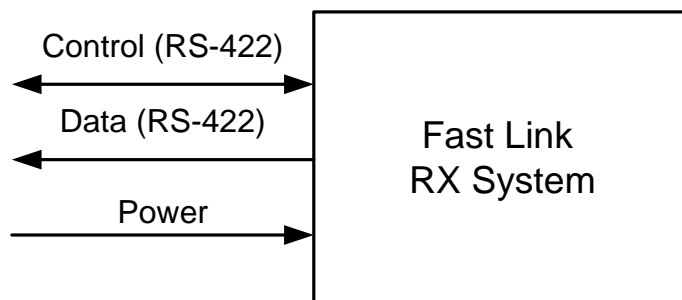 Control (RS-422)
Data (RS-422)
Power
Fast Link
RX System